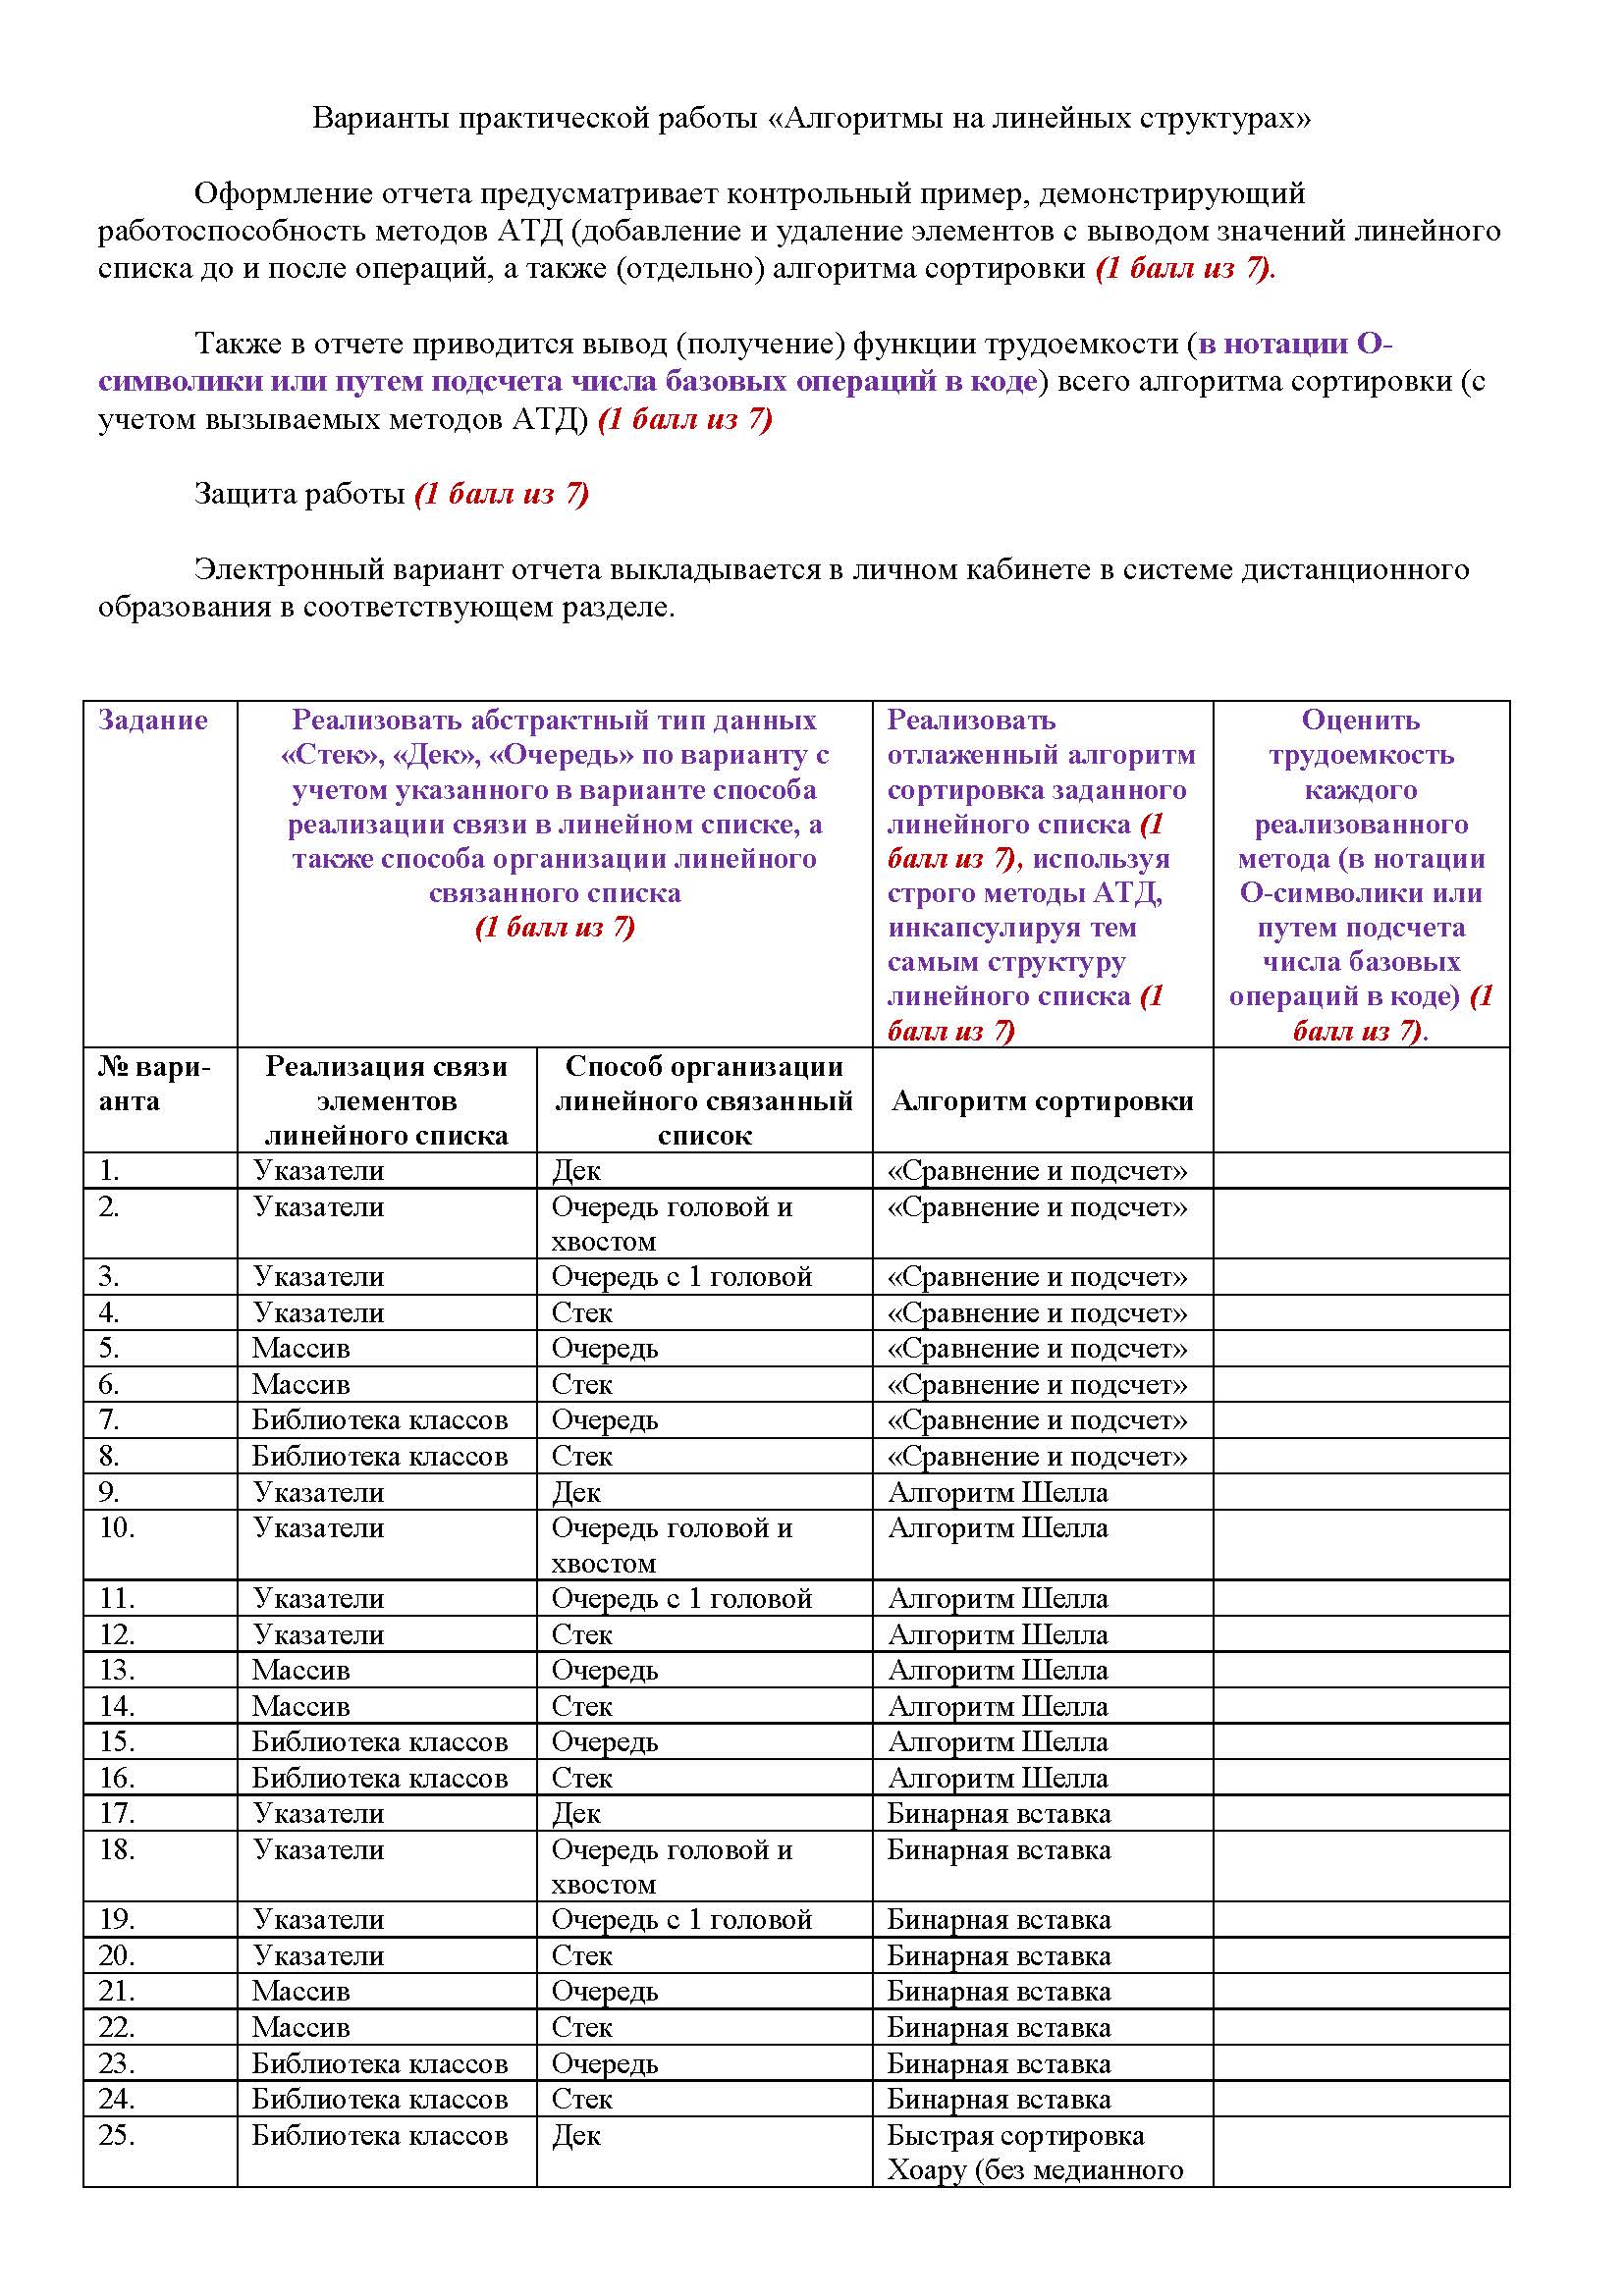 Варианты практической работы «Алгоритмы на линейных структурах»
Оформление отчета предусматривает контрольный пример, демонстрирующий
работоспособность методов АТД (добавление и удаление элементов с выводом значений линейного
списка до и после операций, а также (отдельно) алгоритма сортировки (1 балл из 7).
Также в отчете приводится вывод (получение) функции трудоемкости (в нотации О-
символики или путем подсчета числа базовых операций в коде) всего алгоритма сортировки (с
учетом вызываемых методов АТД) (1 балл из 7)
Защита работы (1 балл из 7)
Электронный вариант отчета выкладывается в личном кабинете в системе дистанционного
образования в соответствующем разделе.
Задание
Реализовать абстрактный тип данных
«Стек», «Дек», «Очередь» по варианту с
учетом указанного в варианте способа
реализации связи в линейном списке, а
также способа организации линейного
связанного списка
(1 балл из 7)
Реализовать
отлаженный алгоритм
сортировка заданного
линейного списка (1
балл из 7), используя
строго методы АТД,
инкапсулируя тем
самым структуру
линейного списка (1
балл из 7)
Оценить
трудоемкость
каждого
реализованного
метода (в нотации
О-символики или
путем подсчета
числа базовых
операций в коде) (1
балл из 7).
№ вари-
анта
Реализация связи
элементов
линейного списка
Способ организации
линейного связанный
список
Алгоритм сортировки
1. Указатели Дек «Сравнение и подсчет»
2. Указатели Очередь головой и «Сравнение и подсчет»
хвостом
3. Указатели Очередь с 1 головой «Сравнение и подсчет»
4. Указатели Стек «Сравнение и подсчет»
5. Массив Очередь «Сравнение и подсчет»
6. Массив Стек «Сравнение и подсчет»
7. Библиотека классов Очередь «Сравнение и подсчет»
8. Библиотека классов Стек «Сравнение и подсчет»
9. Указатели Дек Алгоритм Шелла
10. Указатели Очередь головой и Алгоритм Шелла
хвостом
11. Указатели Очередь с 1 головой Алгоритм Шелла
12. Указатели Стек Алгоритм Шелла
13. Массив Очередь Алгоритм Шелла
14. Массив Стек Алгоритм Шелла
15. Библиотека классов Очередь Алгоритм Шелла
16. Библиотека классов Стек Алгоритм Шелла
17. Указатели Дек Бинарная вставка
18. Указатели Очередь головой и Бинарная вставка
хвостом
19. Указатели Очередь с 1 головой Бинарная вставка
20. Указатели Стек Бинарная вставка
21. Массив Очередь Бинарная вставка
22. Массив Стек Бинарная вставка
23. Библиотека классов Очередь Бинарная вставка
24. Библиотека классов Стек Бинарная вставка
25. Библиотека классов Дек Быстрая сортировка
Хоару (без медианного